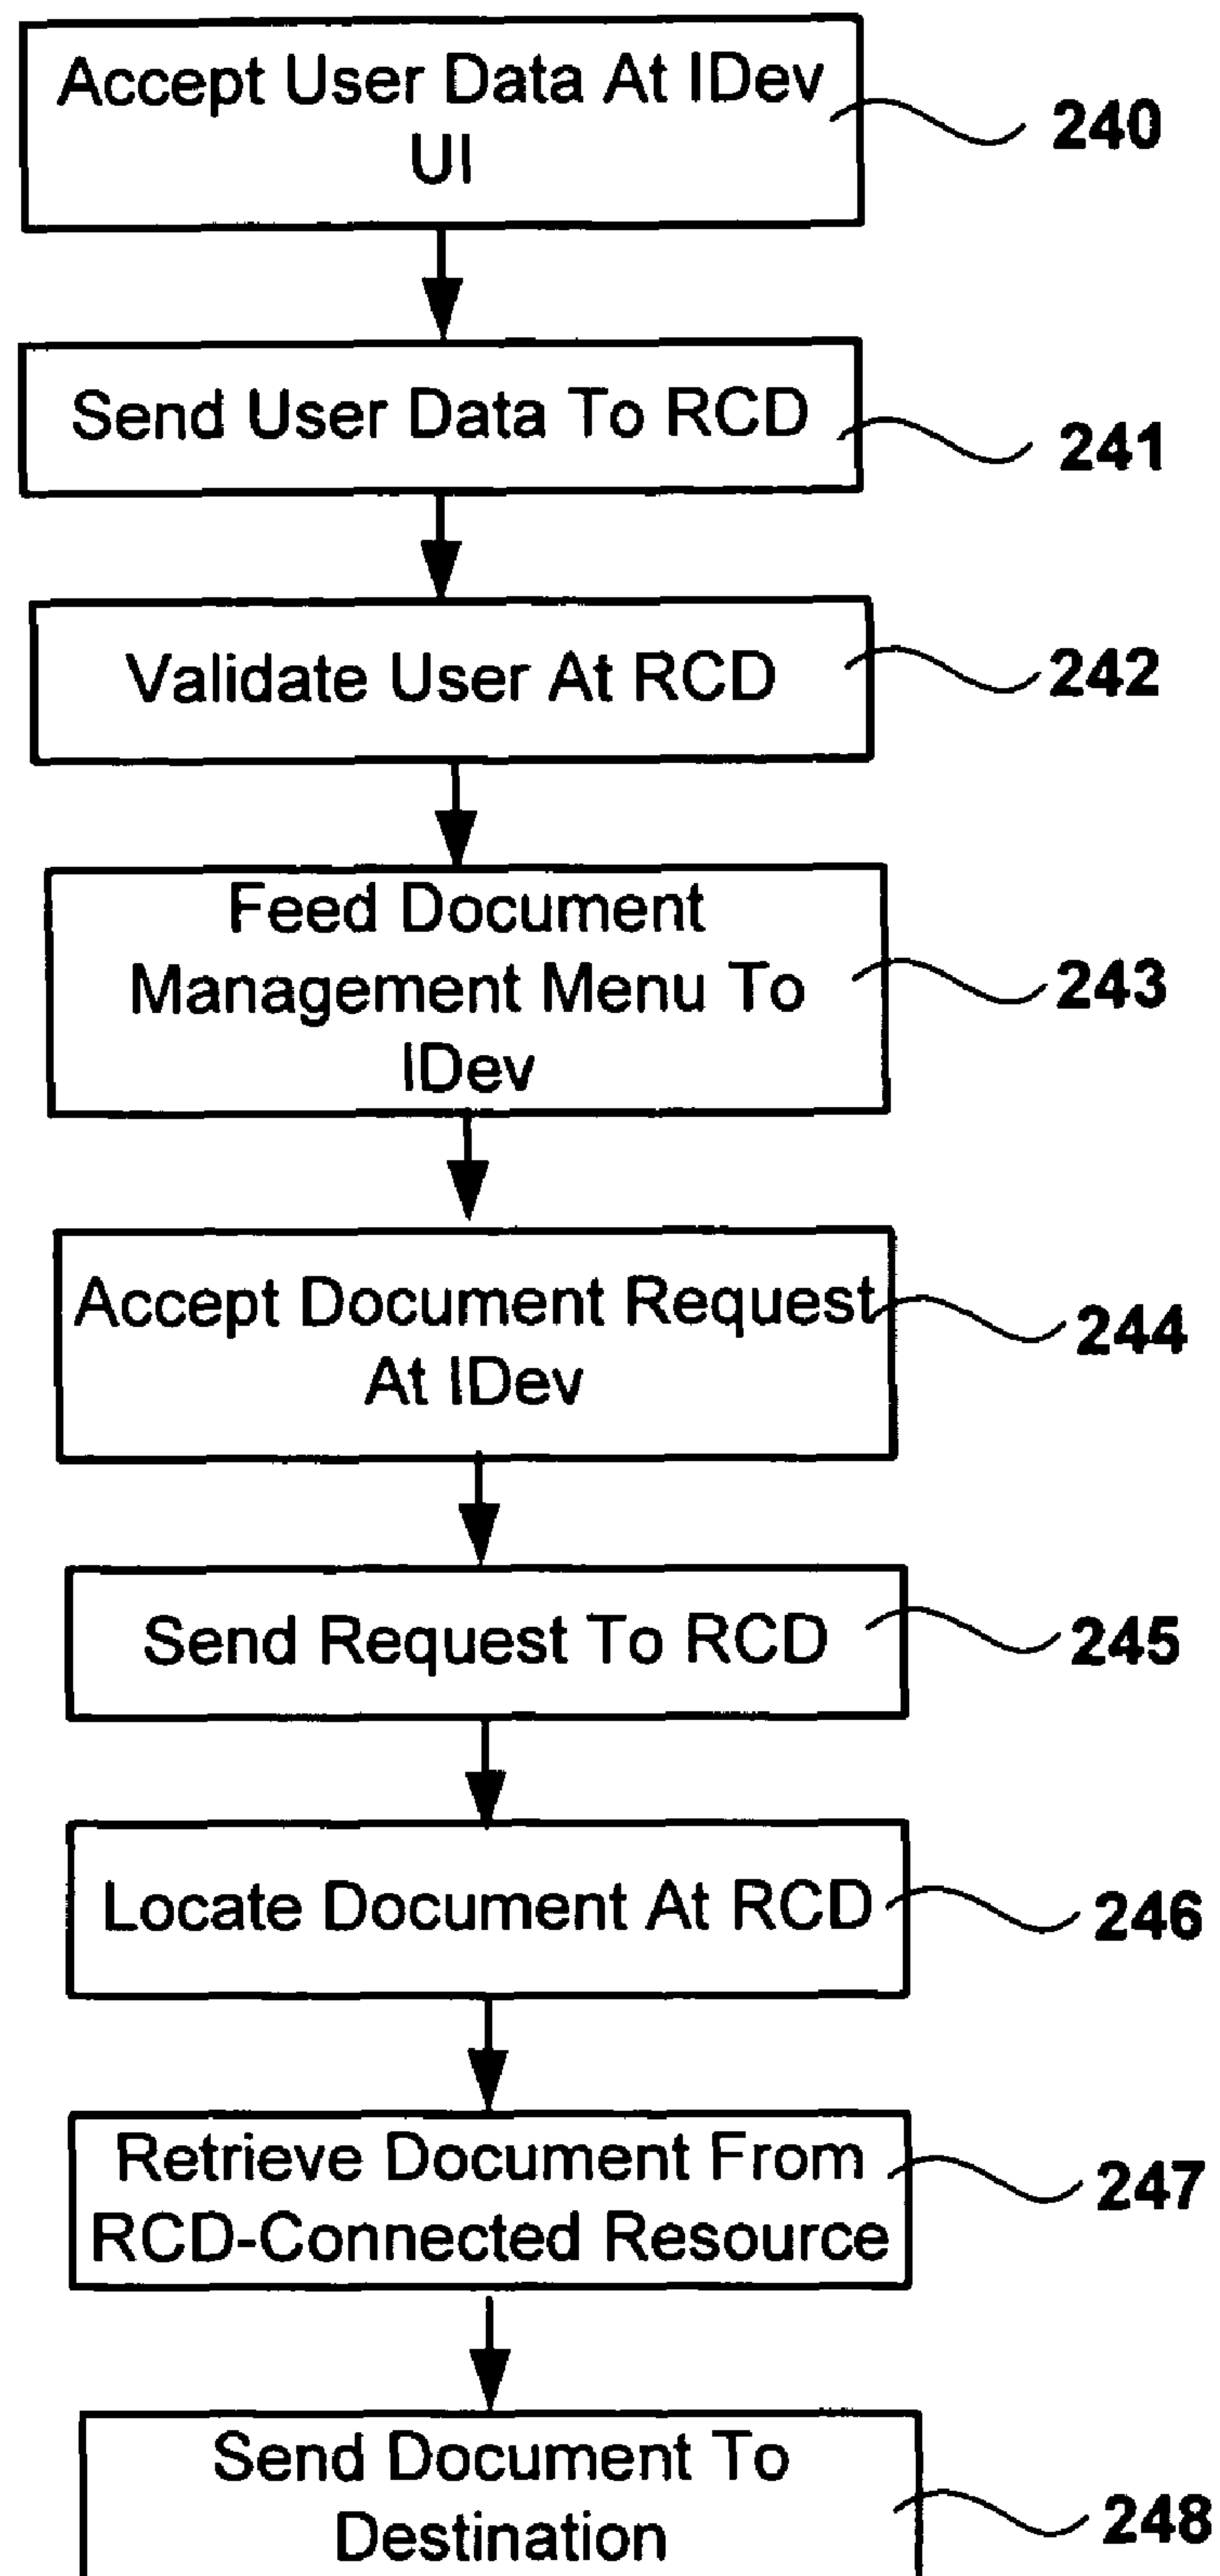 Accept User Data At IDev
UI
240
Send User Data To RCD
241
Validate User At RCD
242
Feed Document
Management Menu To
IDev
243
Accept Document Request
At IDev
244
Send Request To RCD
245
Locate Document At RCD
246
Retrieve Document From
RCD-Connected Resource
247
Send Document To
Destination
248